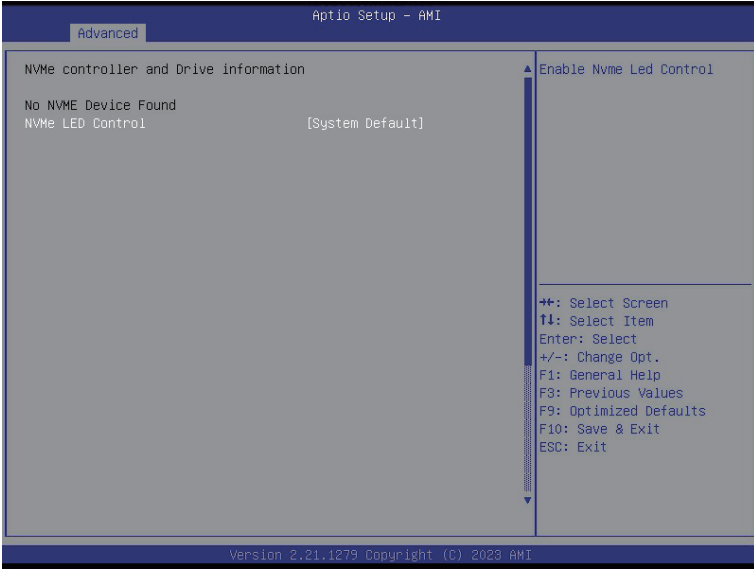 Aptio Setup - AMI
Advanced
NVMe controller and Drive information
No NVME Device Found
NVMe LED Control [System Default]
Enable Nvme Led Control
→←: Select Screen
↑↓: Select Item
Enter: Select
+/-: Change Opt.
F1: General Help
F3: Previous Values
F9: Optimized Defaults
F10: Save & Exit
ESC: Exit
Version 2.21.1279 Copyright (C) 2023 AMI